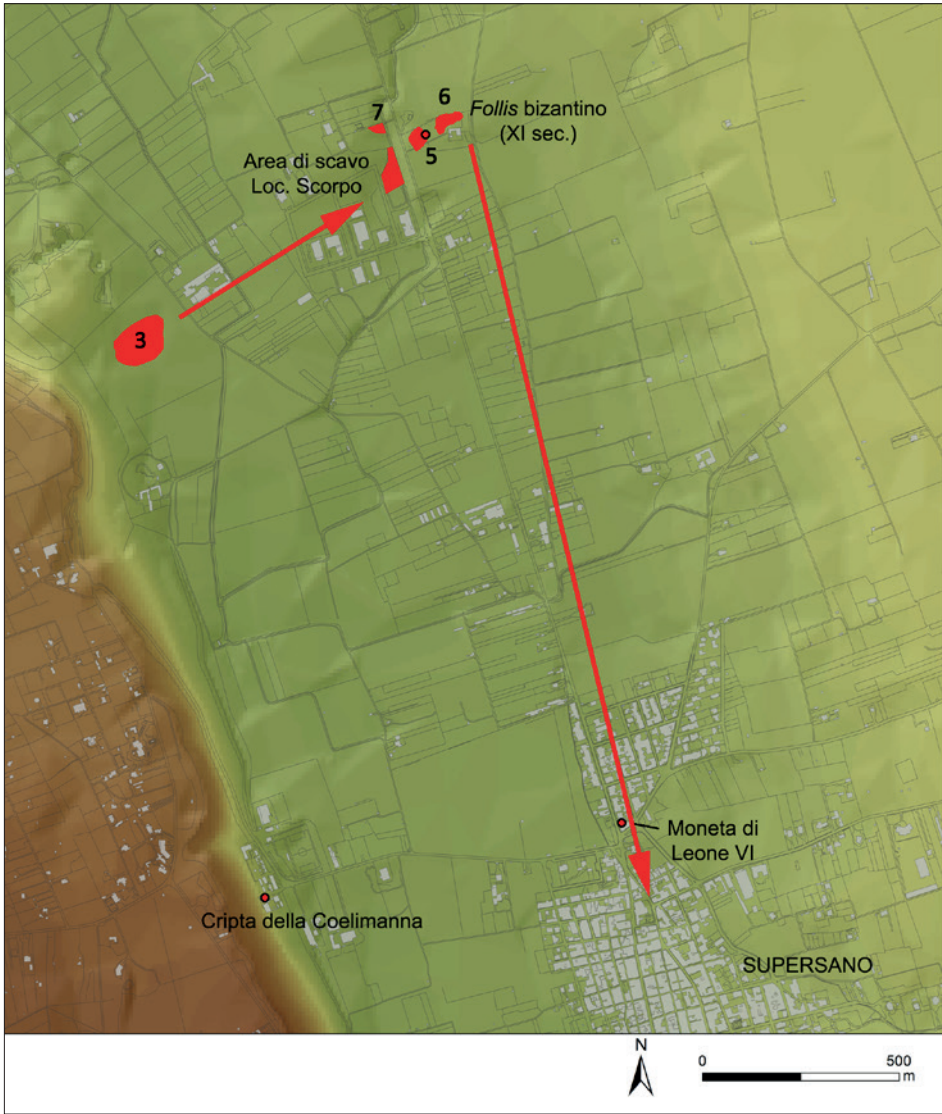 7
6
Follis bizantino
(XI sec.)
5
Area di scavo
Loc. Scorpo
3
Moneta di
Leone VI
Cripta della Coelimanna
SUPERSANO
N
0 500
m